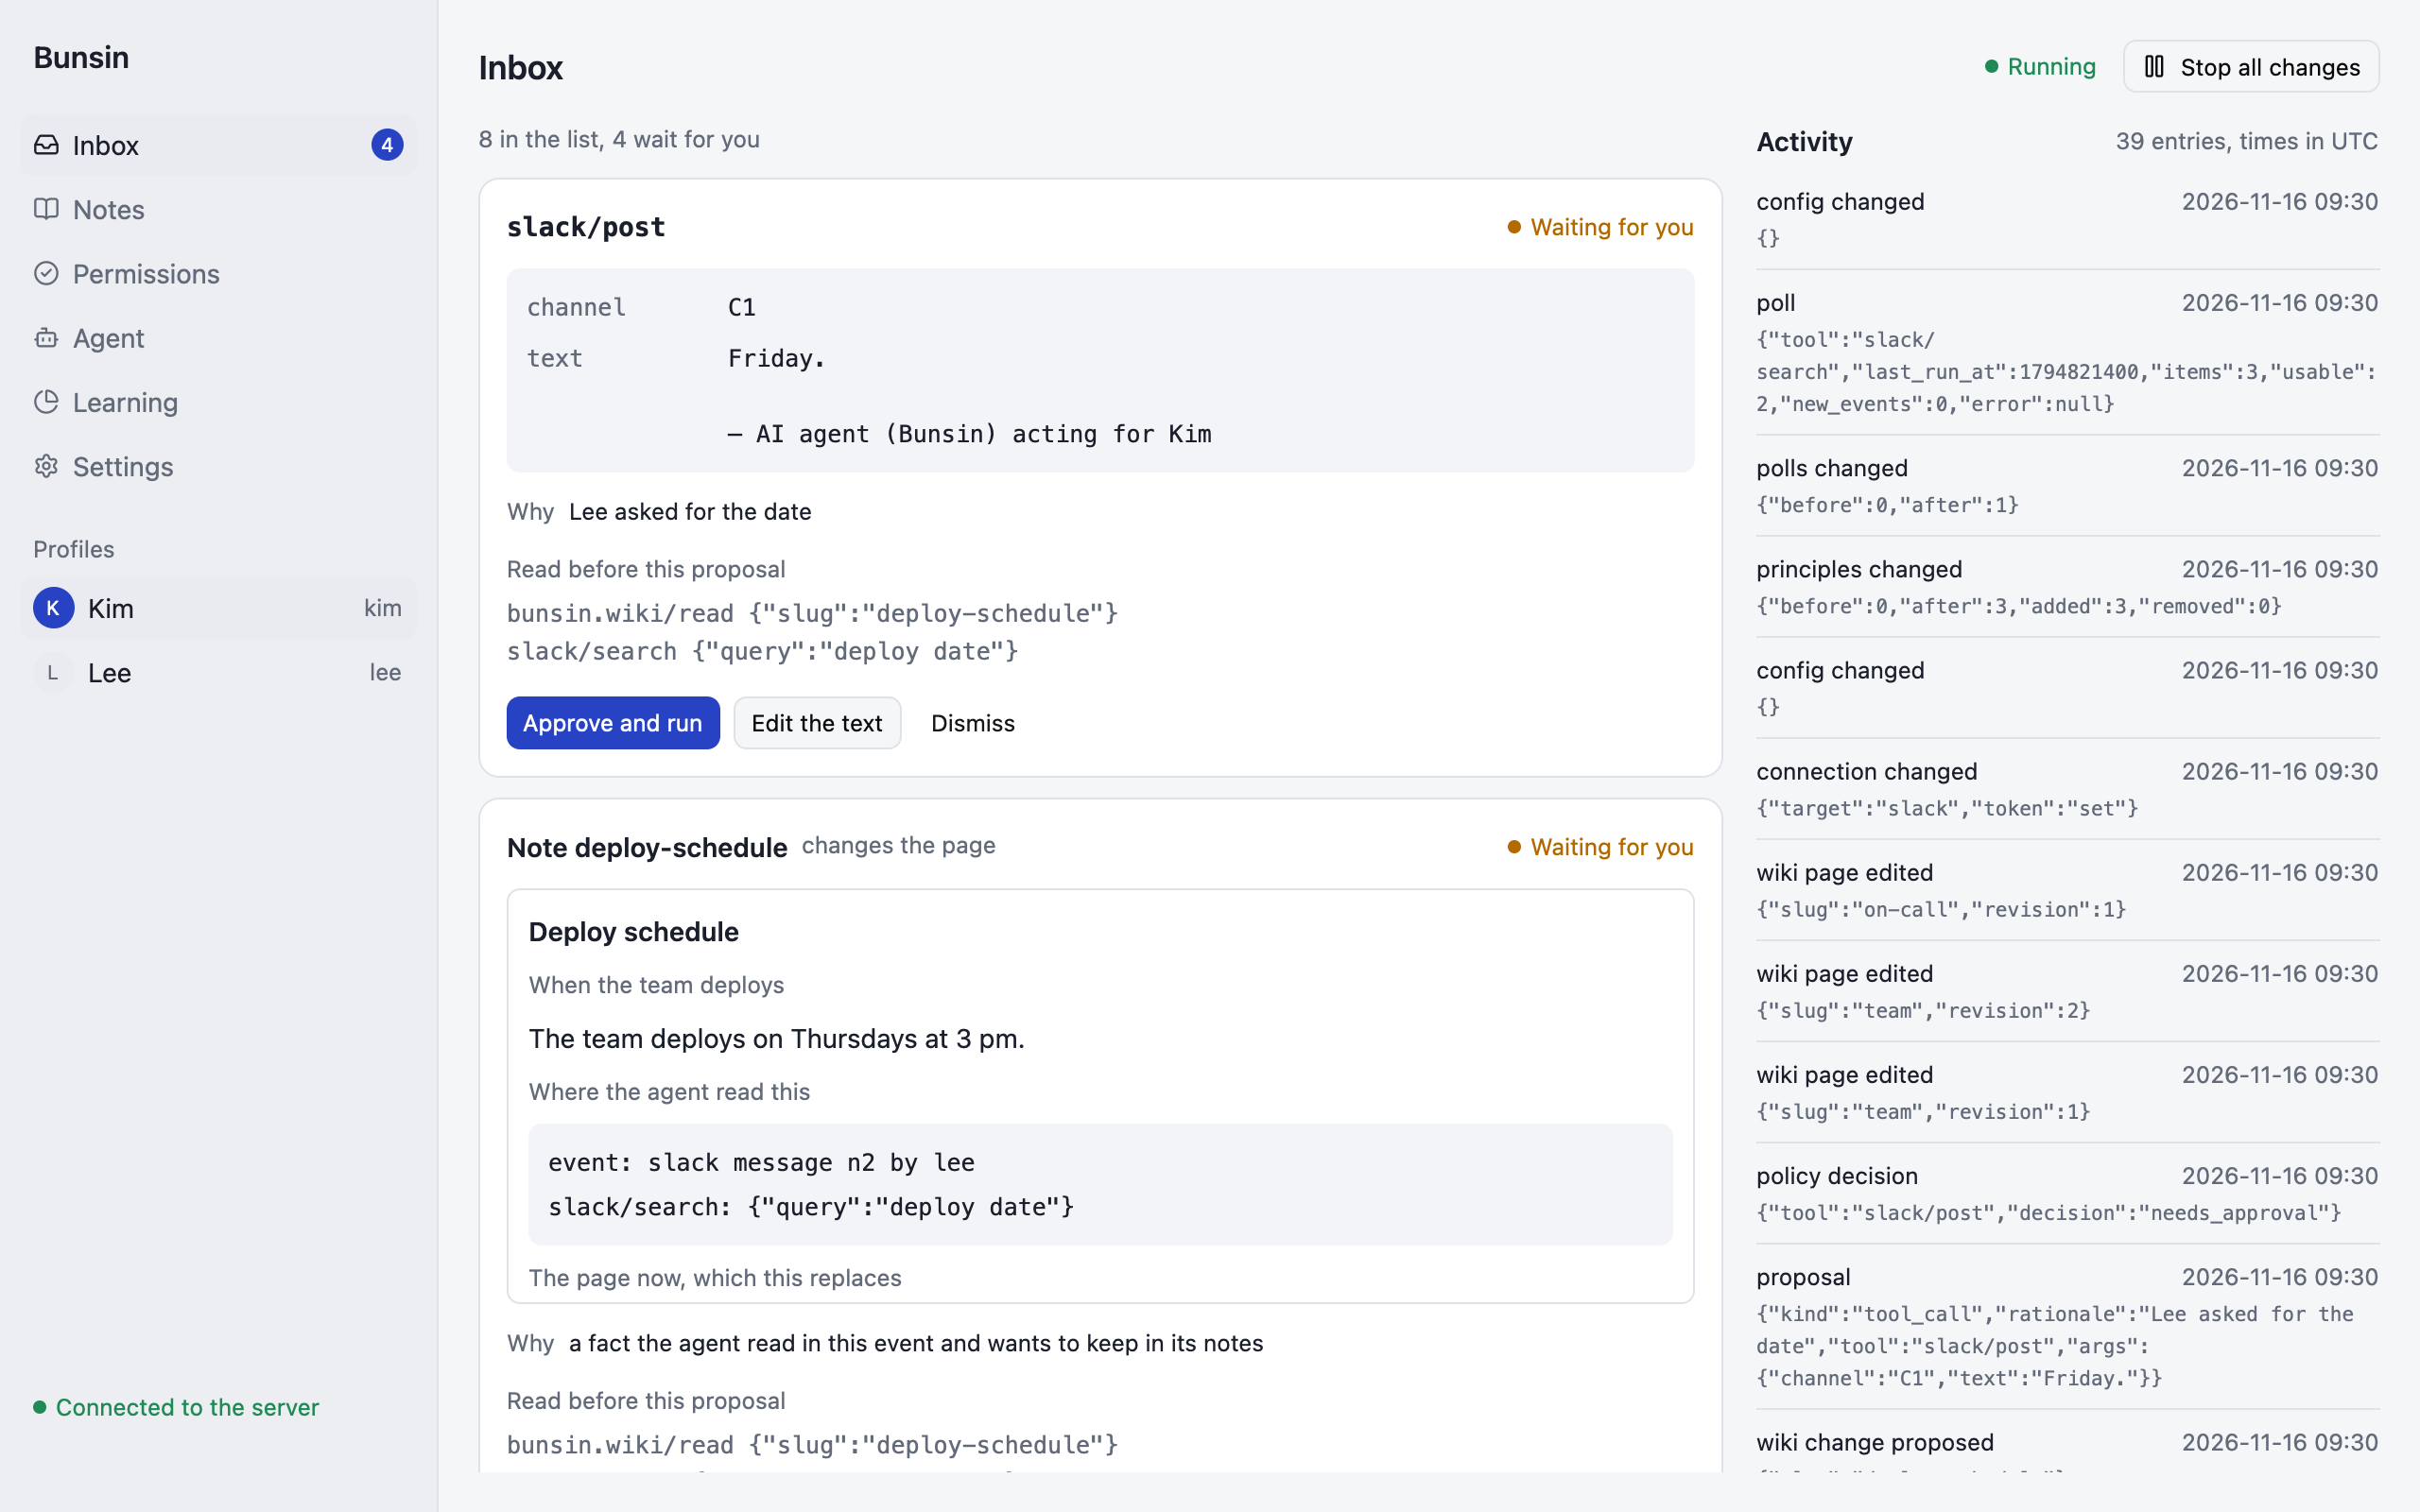 Bunsin
Inbox 4
Notes
Permissions
Agent
Learning
Settings
Profiles
K Kim kim
L Lee lee
Connected to the server
Inbox
Running
Stop all changes
8 in the list, 4 wait for you
slack/post
Waiting for you
channel C1
text Friday.
— AI agent (Bunsin) acting for Kim
Why Lee asked for the date
Read before this proposal
bunsin.wiki/read {"slug":"deploy-schedule"}
slack/search {"query":"deploy date"}
Approve and run
Edit the text
Dismiss
Note deploy-schedule changes the page
Waiting for you
Deploy schedule
When the team deploys
The team deploys on Thursdays at 3 pm.
Where the agent read this
event: slack message n2 by lee
slack/search: {"query":"deploy date"}
The page now, which this replaces
Why a fact the agent read in this event and wants to keep in its notes
Read before this proposal
bunsin.wiki/read {"slug":"deploy-schedule"}
Activity
39 entries, times in UTC
config changed 2026-11-16 09:30
{}
poll 2026-11-16 09:30
{"tool":"slack/
search","last_run_at":1794821400,"items":3,"usable":
2,"new_events":0,"error":null}
polls changed 2026-11-16 09:30
{"before":0,"after":1}
principles changed 2026-11-16 09:30
{"before":0,"after":3,"added":3,"removed":0}
config changed 2026-11-16 09:30
{}
connection changed 2026-11-16 09:30
{"target":"slack","token":"set"}
wiki page edited 2026-11-16 09:30
{"slug":"on-call","revision":1}
wiki page edited 2026-11-16 09:30
{"slug":"team","revision":2}
wiki page edited 2026-11-16 09:30
{"slug":"team","revision":1}
policy decision 2026-11-16 09:30
{"tool":"slack/post","decision":"needs_approval"}
proposal 2026-11-16 09:30
{"kind":"tool_call","rationale":"Lee asked for the
date","tool":"slack/post","args":
{"channel":"C1","text":"Friday."}}
wiki change proposed 2026-11-16 09:30